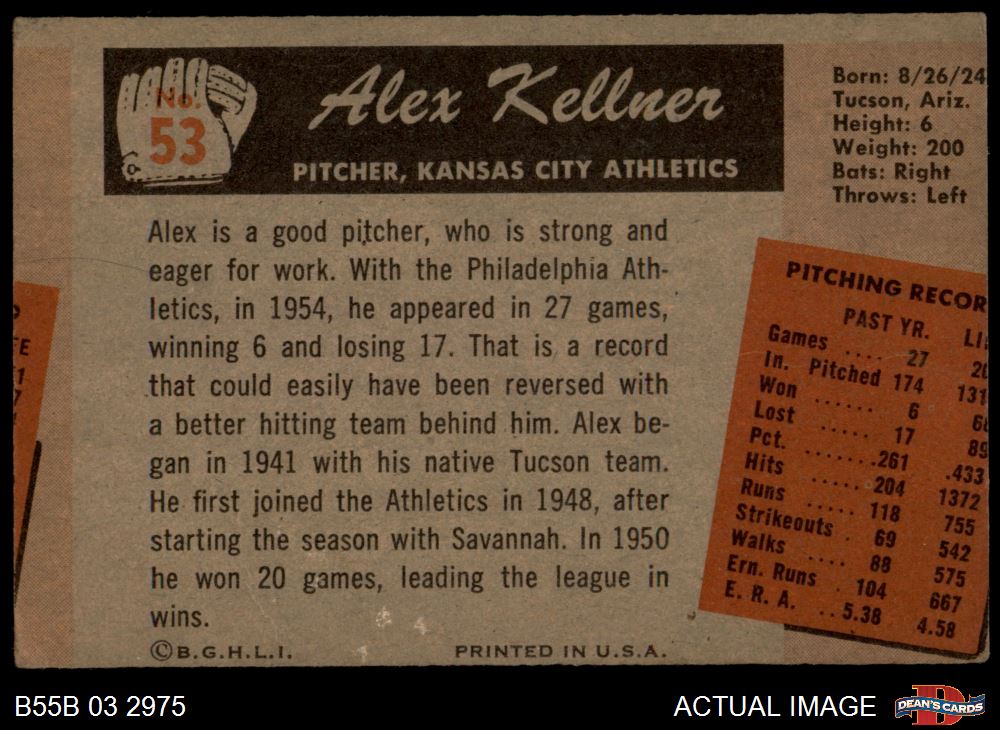 No.
53
Alex Kellner
PITCHER, KANSAS CITY ATHLETICS
Born: 8/26/24
Tucson, Ariz.
Height: 6
Weight: 200
Bats: Right
Throws: Left
Alex is a good pitcher, who is strong and
eager for work. With the Philadelphia Ath-
letics, in 1954, he appeared in 27 games,
winning 6 and losing 17. That is a record
that could easily have been reversed with
a better hitting team behind him. Alex be-
gan in 1941 with his native Tucson team.
He first joined the Athletics in 1948, after
starting the season with Savannah. In 1950
he won 20 games, leading the league in
wins.
©B.G.H.L.I. PRINTED IN U.S.A.
PITCHING RECOR
PAST YR. LI
Games .... 27 20
In. Pitched 174 131
Won ...... 6 68
Lost ..... 17 89
Pct. .......261 .433
Hits ..... 204 1372
Runs ..... 118 755
Strikeouts . 69 542
Walks .... 88 575
Ern. Runs 104 667
E. R. A. ..5.38 4.58
B55B 03 2975
ACTUAL IMAGE
DEAN'S CARDS